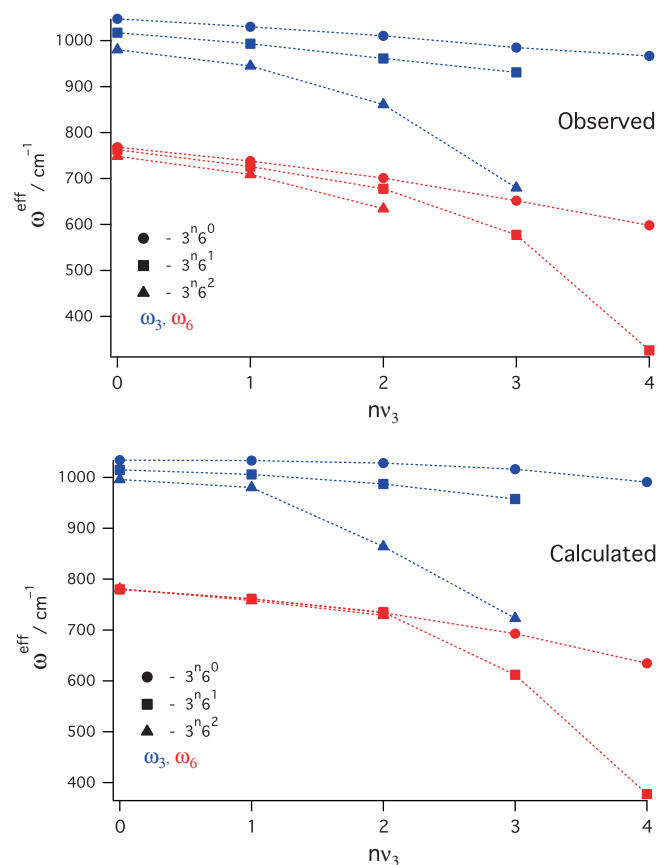 1000
900
800
700
600
500
400
ω^eff / cm^-1
Observed
● - 3^n6^0
■ - 3^n6^1
▲ - 3^n6^2
ω₃, ω₆
0 1 2 3 4
nν₃
1000
900
800
700
600
500
400
ω^eff / cm^-1
Calculated
● - 3^n6^0
■ - 3^n6^1
▲ - 3^n6^2
ω₃, ω₆
0 1 2 3 4
nν₃